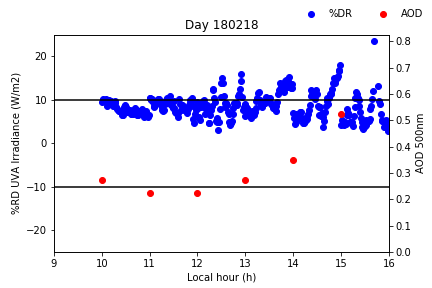 %DR AOD
Day 180218
20
10
0
−10
−20
%RD UVA Irradiance (W/m2)
0.8
0.7
0.6
0.5
0.4
0.3
0.2
0.1
0.0
AOD 500nm
9 10 11 12 13 14 15 16
Local hour (h)